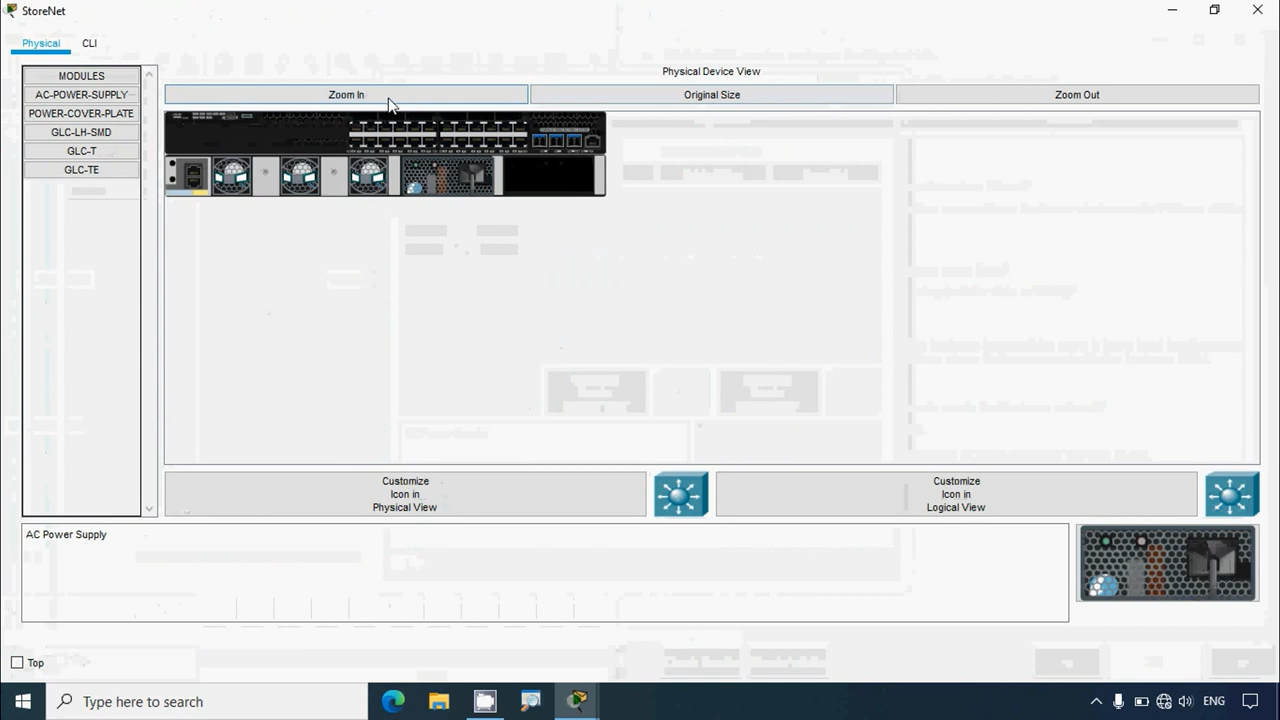 StoreNet
Physical CLI
Physical Device View
MODULES
AC-POWER-SUPPLY
POWER-COVER-PLATE
GLC-LH-SMD
GLC-T
GLC-TE
Zoom In
Original Size
Zoom Out
Customize
Icon in
Physical View
Customize
Icon in
Logical View
AC Power Supply
Top
Type here to search
ENG